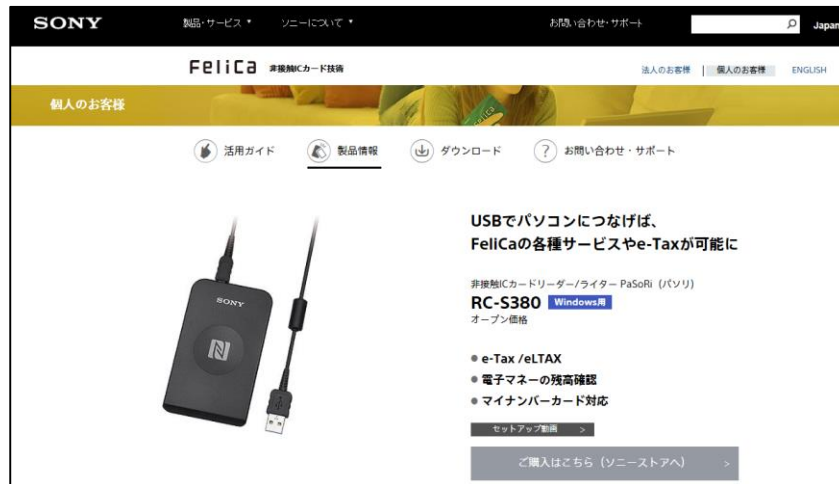 SONY
製品・サービス ▼
ソニーについて ▼
お問い合わせ・サポート
Japan
FeliCa 非接触ICカード技術
法人のお客様 | 個人のお客様
ENGLISH
個人のお客様
FeliCa
活用ガイド
製品情報
ダウンロード
? お問い合わせ・サポート
SONY
N
USBでパソコンにつなげば、
FeliCaの各種サービスやe-Taxが可能に
非接触ICカードリーダー/ライター PaSoRi(パソリ)
RC-S380 Windows用
オープン価格
● e-Tax /eLTAX
● 電子マネーの残高確認
● マイナンバーカード対応
セットアップ動画 >
ご購入はこちら(ソニーストアへ) >